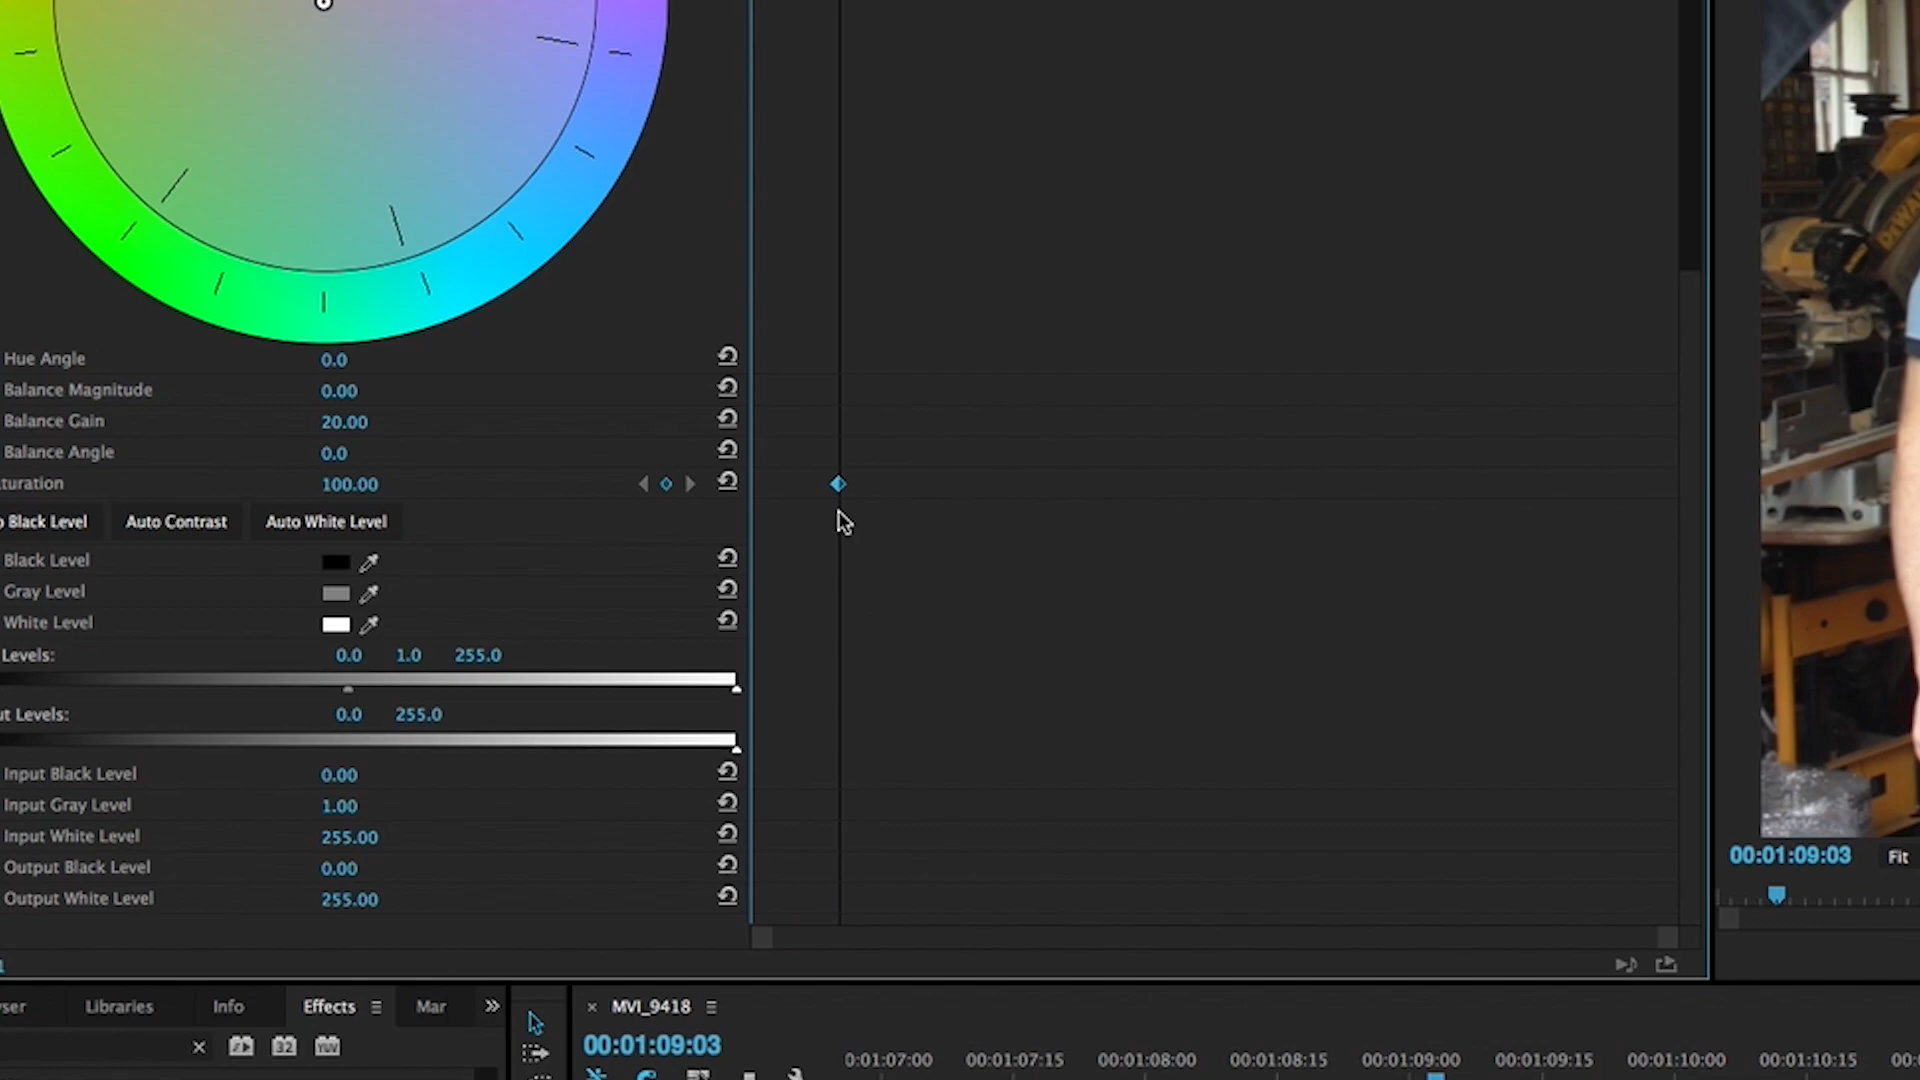 DEWALT
Hue Angle 0.0
Balance Magnitude 0.00
Balance Gain 20.00
Balance Angle 0.0
turation 100.00
Black Level Auto Contrast Auto White Level
Black Level
Gray Level
White Level
Levels: 0.0 1.0 255.0
ut Levels: 0.0 255.0
Input Black Level 0.00
Input Gray Level 1.00
Input White Level 255.00
Output Black Level 0.00
Output White Level 255.00
00:01:09:03 Fit
ser Libraries Info Effects Mar
× MVI_9418
32 YUV
00:01:09:03
0:01:07:00 00:01:07:15 00:01:08:00 00:01:08:15 00:01:09:00 00:01:09:15 00:01:10:00 00:01:10:15